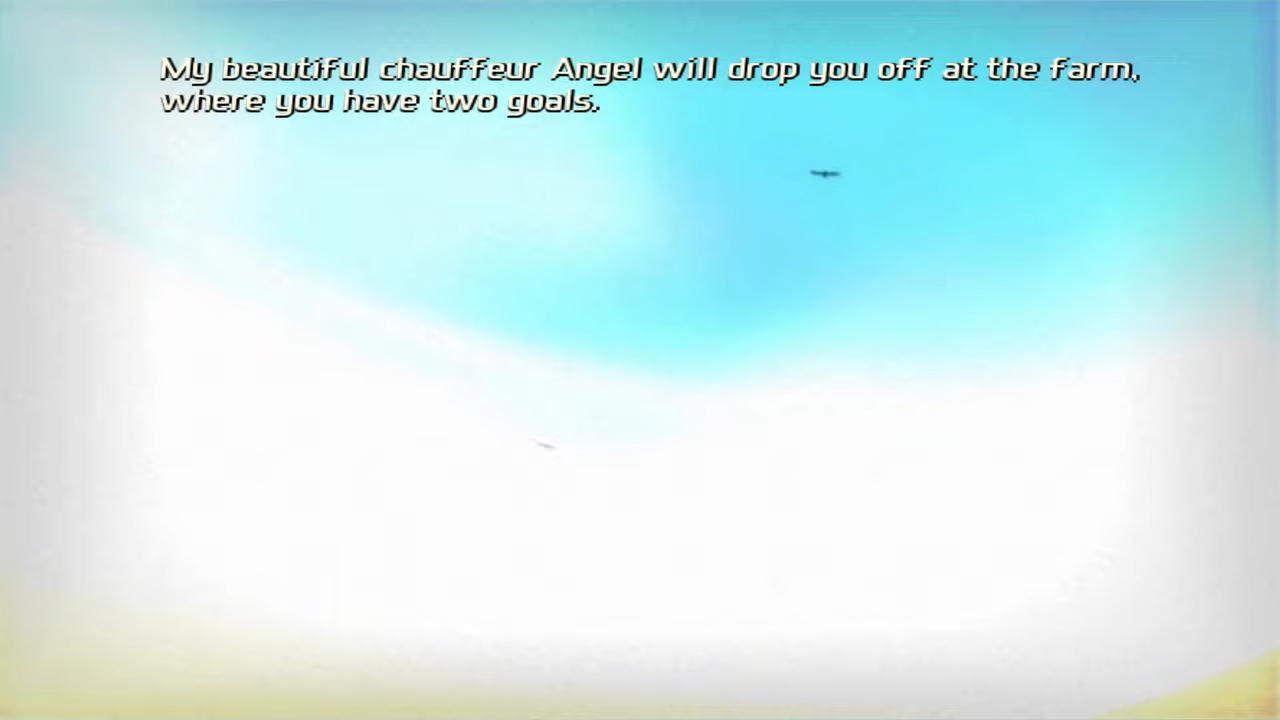 My beautiful chauffeur Angel will drop you off at the farm,
where you have two goals.